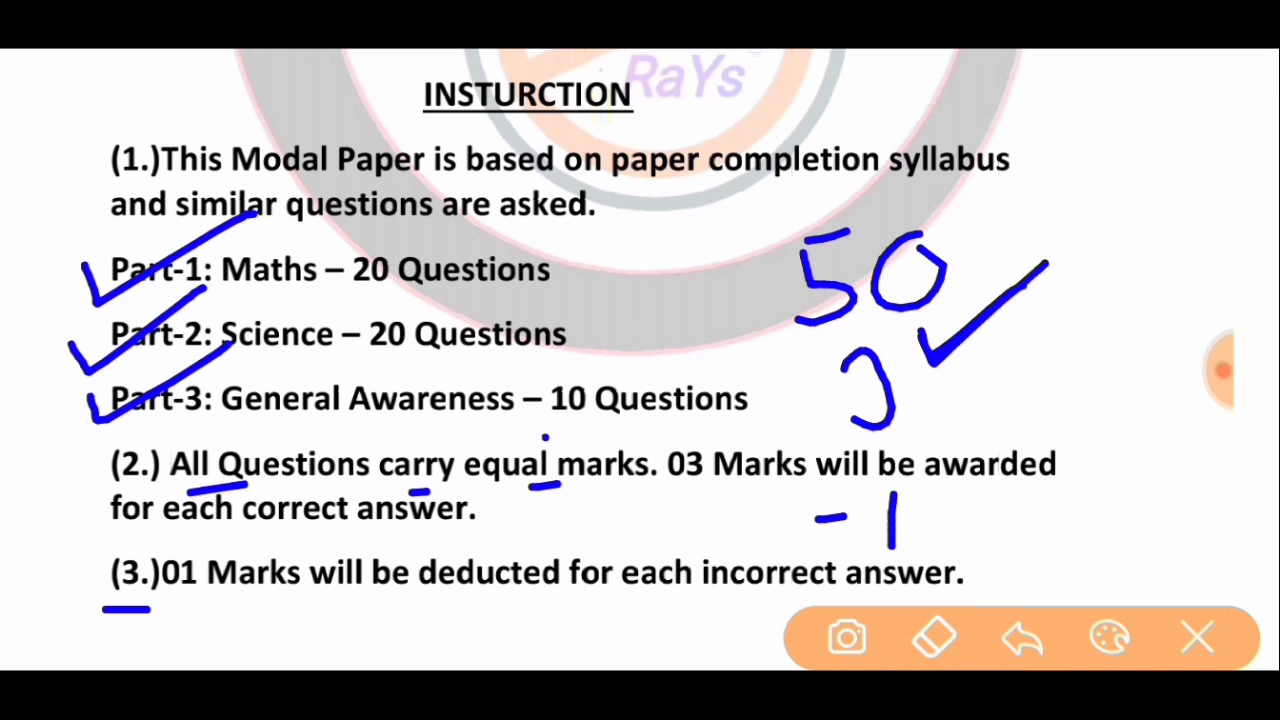 RaYs
INSTURCTION
(1.)This Modal Paper is based on paper completion syllabus
and similar questions are asked.
Part-1: Maths – 20 Questions
50
Part-2: Science – 20 Questions
3
Part-3: General Awareness – 10 Questions
(2.) All Questions carry equal marks. 03 Marks will be awarded
for each correct answer.
- 1
(3.)01 Marks will be deducted for each incorrect answer.